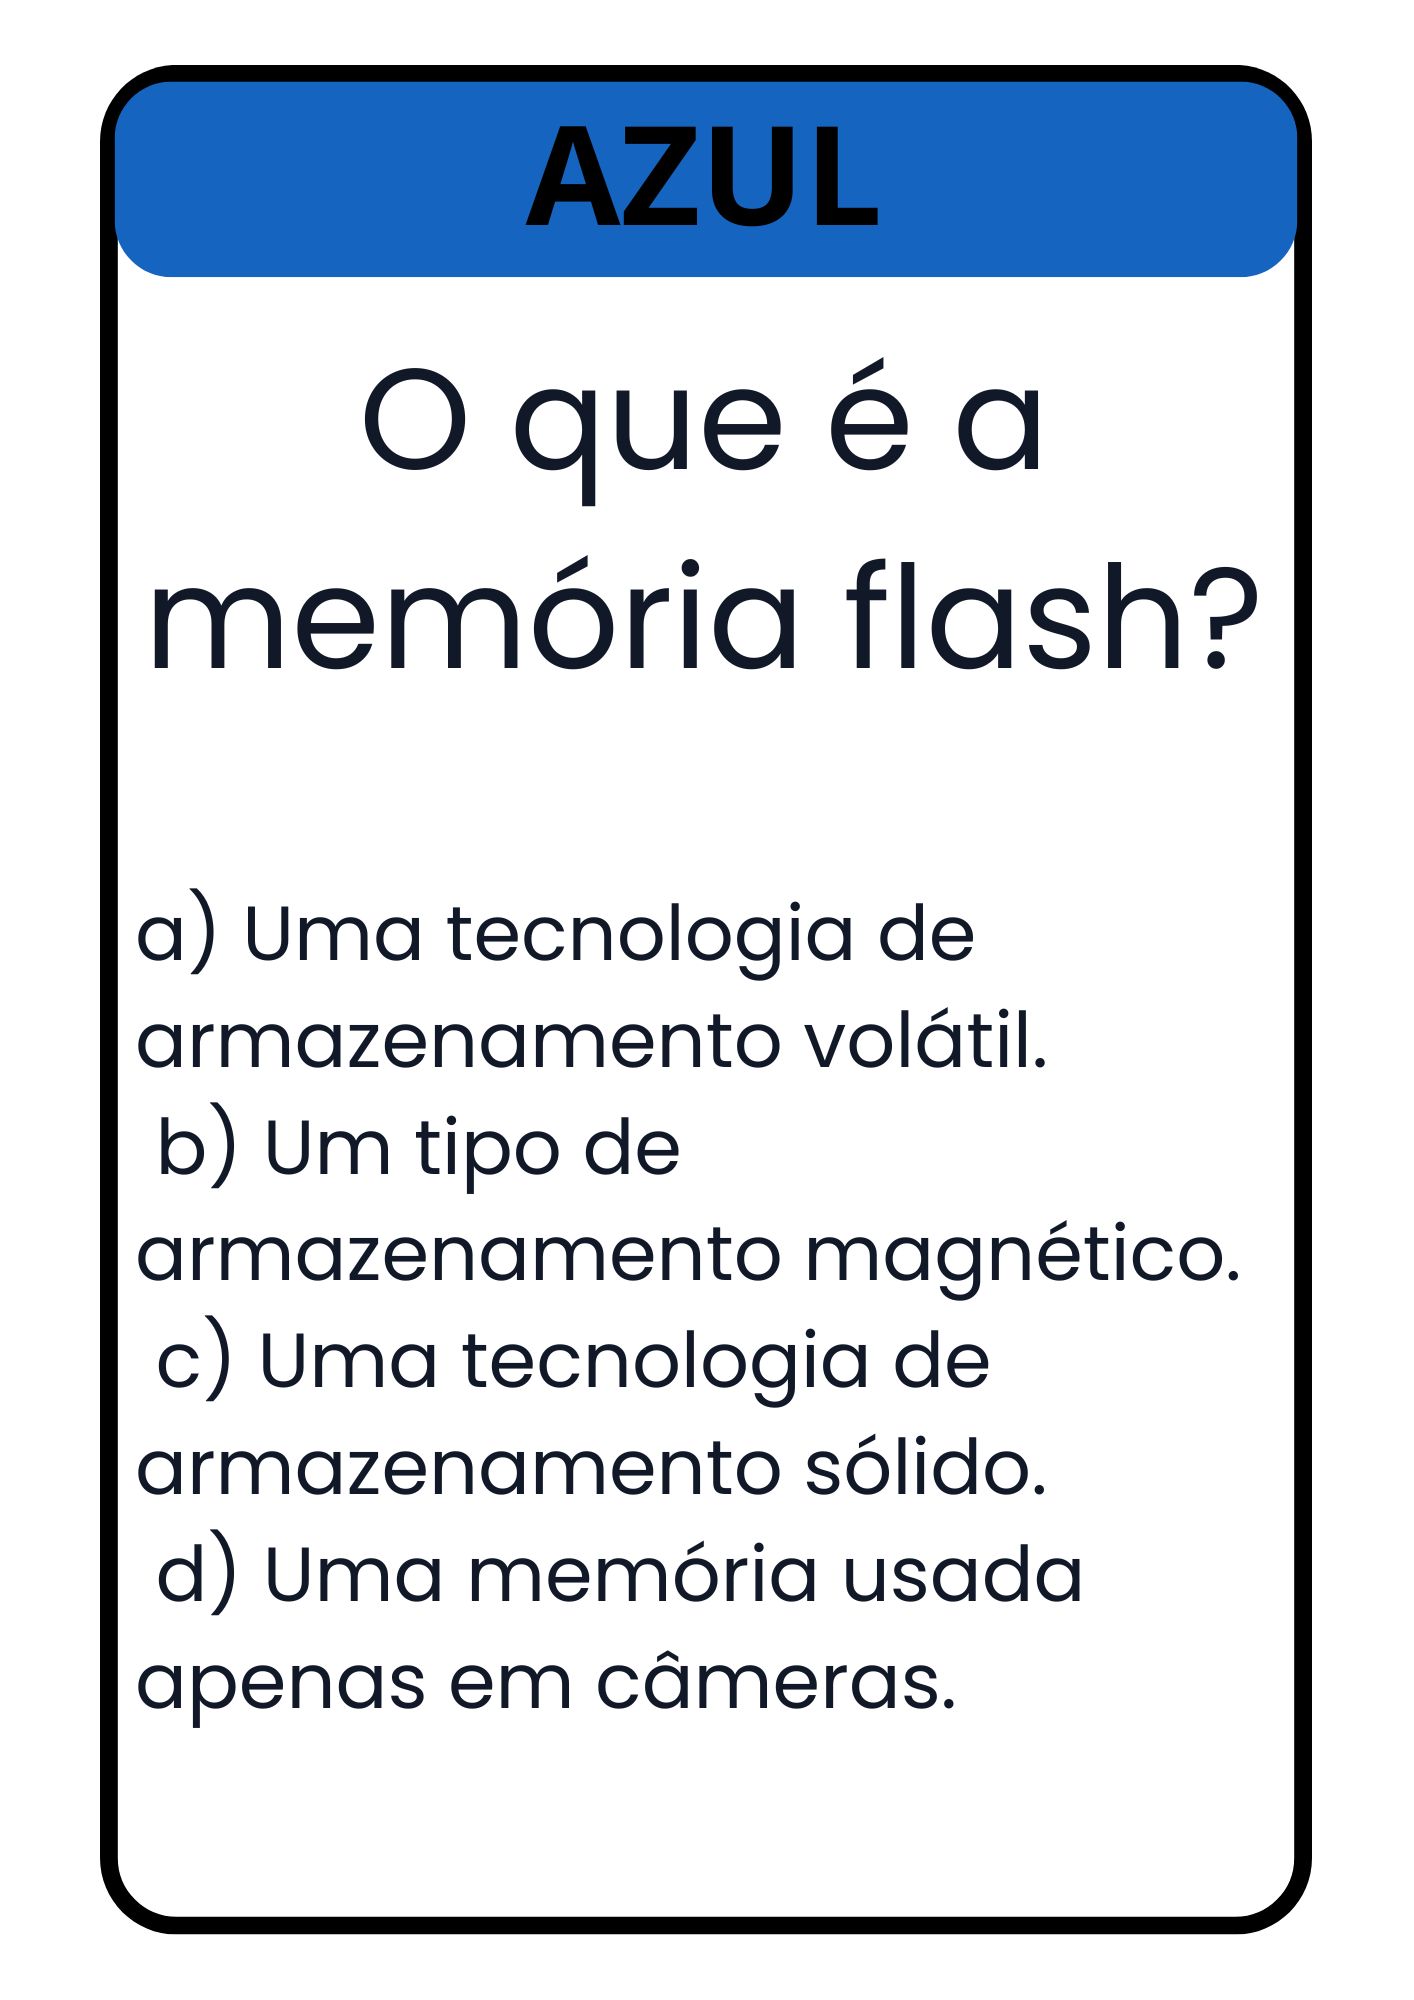 AZUL
O que é a
memória flash?
a) Uma tecnologia de
armazenamento volátil.
b) Um tipo de
armazenamento magnético.
c) Uma tecnologia de
armazenamento sólido.
d) Uma memória usada
apenas em câmeras.